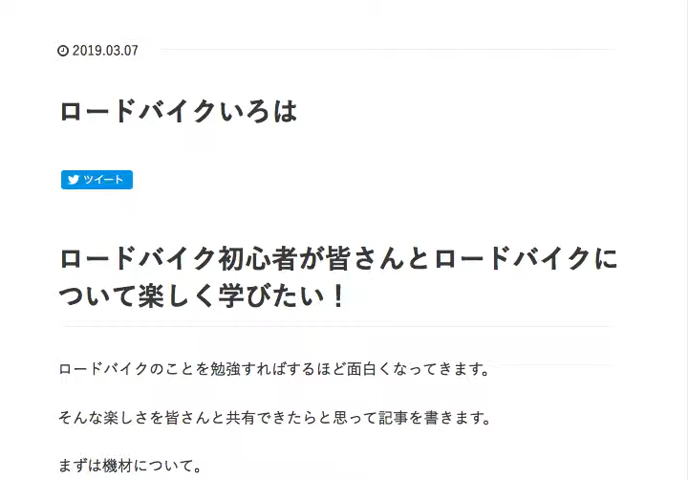 2019.03.07
ロードバイクいろは
ツイート
ロードバイク初心者が皆さんとロードバイクに
ついて楽しく学びたい！
ロードバイクのことを勉強すればするほど面白くなってきます。
そんな楽しさを皆さんと共有できたらと思って記事を書きます。
まずは機材について。